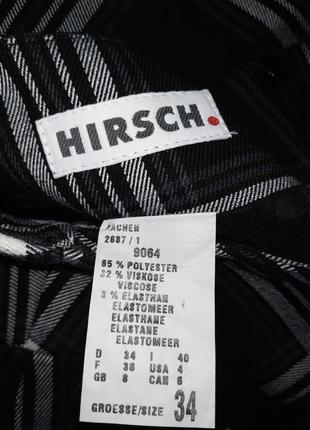 HIRSCH.
AACHEN
2687 / 1
9064
65 % POLYESTER
32 % VISKOSE
VISCOSE
3 % ELASTHAN
ELASTOMEER
ELASTHANE
ELASTANE
ELASTOMEER
D 34 I 40
F 36 USA 4
GB 8 CAN 6
GROESSE/SIZE 34